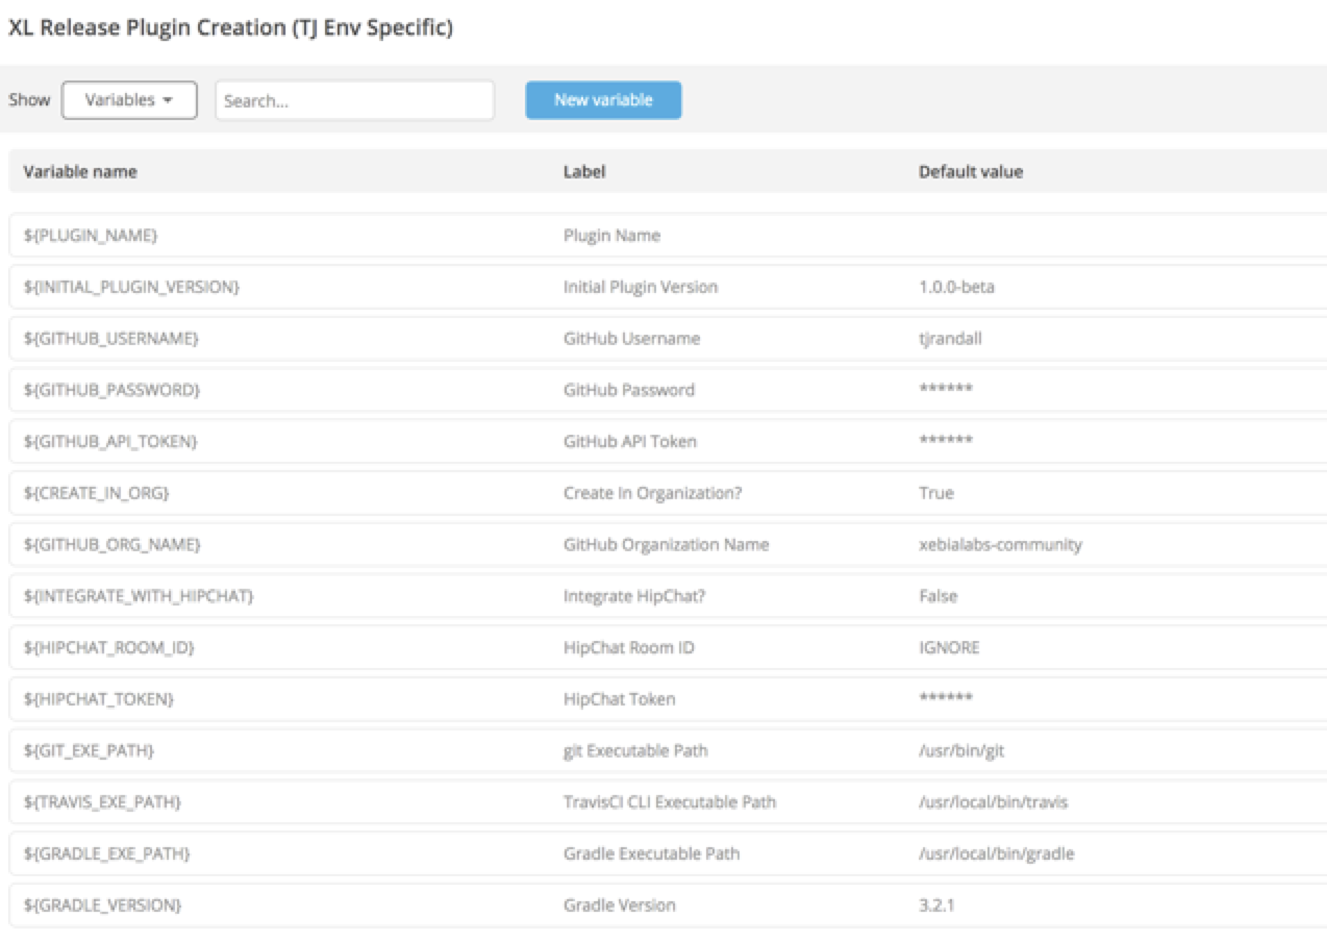 XL Release Plugin Creation (TJ Env Specific)
Show Variables Search... New variable
Variable name Label Default value
${PLUGIN_NAME} Plugin Name
${INITIAL_PLUGIN_VERSION} Initial Plugin Version 1.0.0-beta
${GITHUB_USERNAME} GitHub Username tjrandall
${GITHUB_PASSWORD} GitHub Password ******
${GITHUB_API_TOKEN} GitHub API Token ******
${CREATE_IN_ORG} Create In Organization? True
${GITHUB_ORG_NAME} GitHub Organization Name xebialabs-community
${INTEGRATE_WITH_HIPCHAT} Integrate HipChat? False
${HIPCHAT_ROOM_ID} HipChat Room ID IGNORE
${HIPCHAT_TOKEN} HipChat Token ******
${GIT_EXE_PATH} git Executable Path /usr/bin/git
${TRAVIS_EXE_PATH} TravisCI CLI Executable Path /usr/local/bin/travis
${GRADLE_EXE_PATH} Gradle Executable Path /usr/local/bin/gradle
${GRADLE_VERSION} Gradle Version 3.2.1